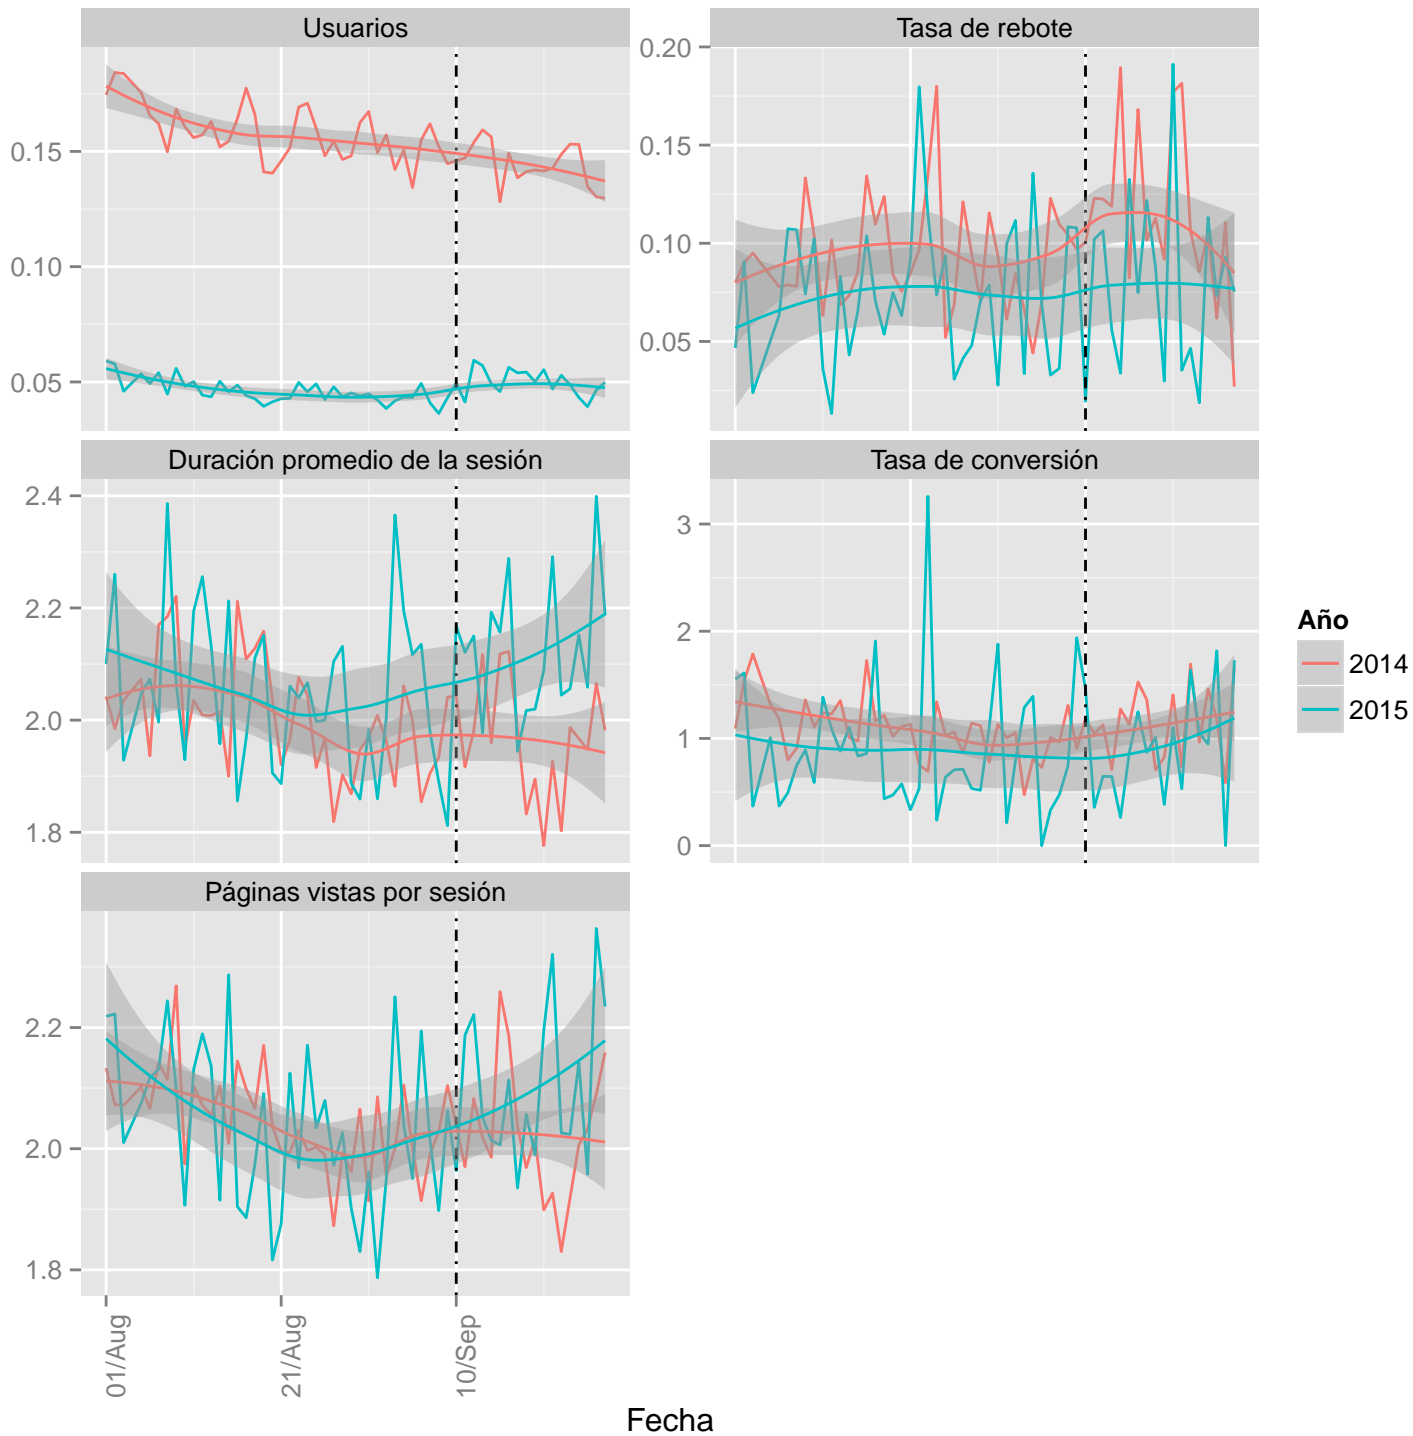 Usuarios
0.15
0.10
0.05
Tasa de rebote
0.20
0.15
0.10
0.05
Duración promedio de la sesión
2.4
2.2
2.0
1.8
Tasa de conversión
3
2
1
0
Páginas vistas por sesión
2.2
2.0
1.8
01/Aug
21/Aug
10/Sep
Fecha
Año
2014
2015